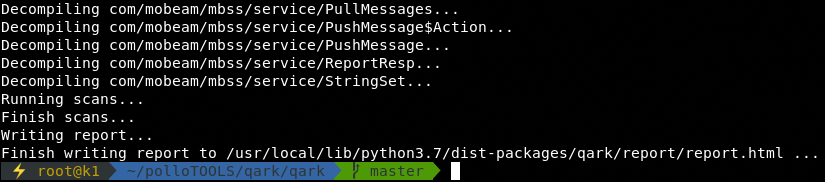 Decompiling com/mobeam/mbss/service/PullMessages...
Decompiling com/mobeam/mbss/service/PushMessage$Action...
Decompiling com/mobeam/mbss/service/PushMessage...
Decompiling com/mobeam/mbss/service/ReportResp...
Decompiling com/mobeam/mbss/service/StringSet...
Running scans...
Finish scans...
Writing report...
Finish writing report to /usr/local/lib/python3.7/dist-packages/qark/report/report.html ...
⚡ root@k1 ~/polloTOOLS/qark/qark master